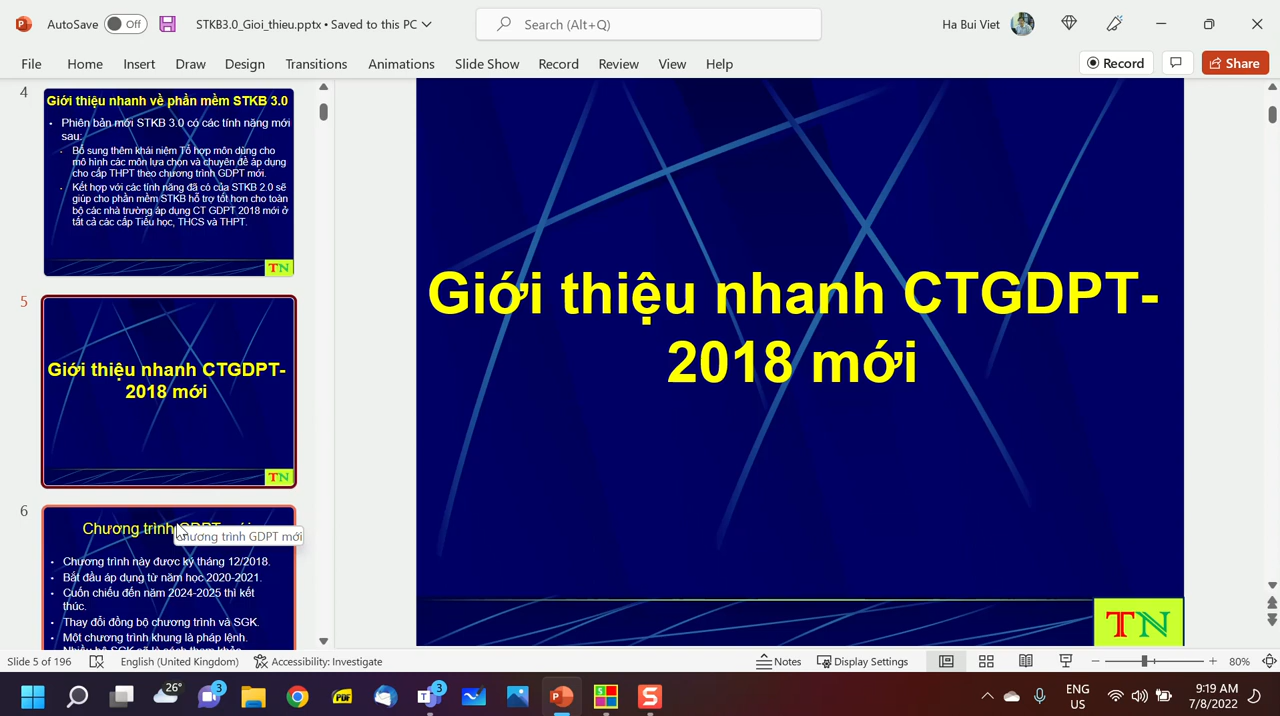 AutoSave Off STKB3.0_Gioi_thieu.pptx • Saved to this PC Search (Alt+Q) Ha Bui Viet
File Home Insert Draw Design Transitions Animations Slide Show Record Review View Help Record Share
4
Giới thiệu nhanh về phần mềm STKB 3.0
• Phiên bản mới STKB 3.0 có các tính năng mới
sau:
Bổ sung thêm khái niệm Tổ hợp môn dùng cho
mô hình các môn lựa chọn và chuyên đề áp dụng
cho cấp THPT theo chương trình GDPT mới.
Kết hợp với các tính năng đã có của STKB 2.0 sẽ
giúp cho phần mềm STKB hỗ trợ tốt hơn cho toàn
bộ các nhà trường áp dụng CT GDPT 2018 mới ở
tất cả các cấp Tiểu học, THCS và THPT.
TN
5
Giới thiệu nhanh CTGDPT-
2018 mới
TN
6
Chương trình GDPT mới
Chương trình GDPT mới
• Chương trình này được ký tháng 12/2018.
• Bắt đầu áp dụng từ năm học 2020-2021.
• Cuốn chiếu đến năm 2024-2025 thì kết
thúc.
• Thay đổi đồng bộ chương trình và SGK.
• Một chương trình khung là pháp lệnh.
Giới thiệu nhanh CTGDPT-
2018 mới
TN
Slide 5 of 196 English (United Kingdom) Accessibility: Investigate Notes Display Settings 80%
26° 3 PDF 3 ENG
US 9:19 AM
7/8/2022